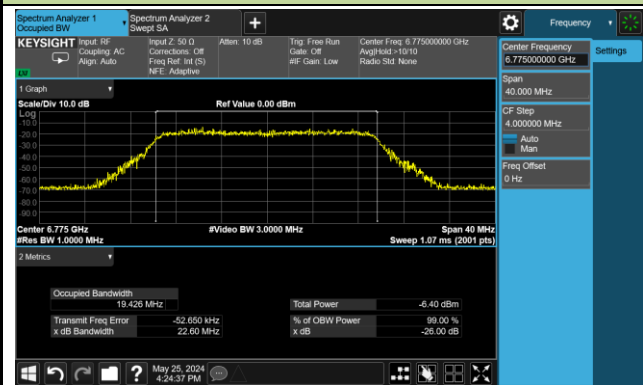 Spectrum Analyzer 1
Occupied BW
Spectrum Analyzer 2
Swept SA
Frequency
KEYSIGHT
Input: RF
Coupling: AC
Align: Auto
Input Z: 50 Ω
Corrections: Off
Freq Ref: Int (S)
NFE: Adaptive
Atten: 10 dB
Trig: Free Run
Gate: Off
#IF Gain: Low
Center Freq: 6.775000000 GHz
Avg|Hold:>10/10
Radio Std: None
Center Frequency
6.775000000 GHz
Settings
Span
40.000 MHz
CF Step
4.000000 MHz
Auto
Man
Freq Offset
0 Hz
1 Graph
Scale/Div 10.0 dB
Ref Value 0.00 dBm
Log
-10.0
-20.0
-30.0
-40.0
-50.0
-60.0
-70.0
-80.0
-90.0
Center 6.775 GHz
#Video BW 3.0000 MHz
Span 40 MHz
#Res BW 1.0000 MHz
Sweep 1.07 ms (2001 pts)
2 Metrics
Occupied Bandwidth
19.426 MHz
Total Power
-6.40 dBm
Transmit Freq Error
-52.650 kHz
% of OBW Power
99.00 %
x dB Bandwidth
22.60 MHz
x dB
-26.00 dB
May 25, 2024
4:24:37 PM